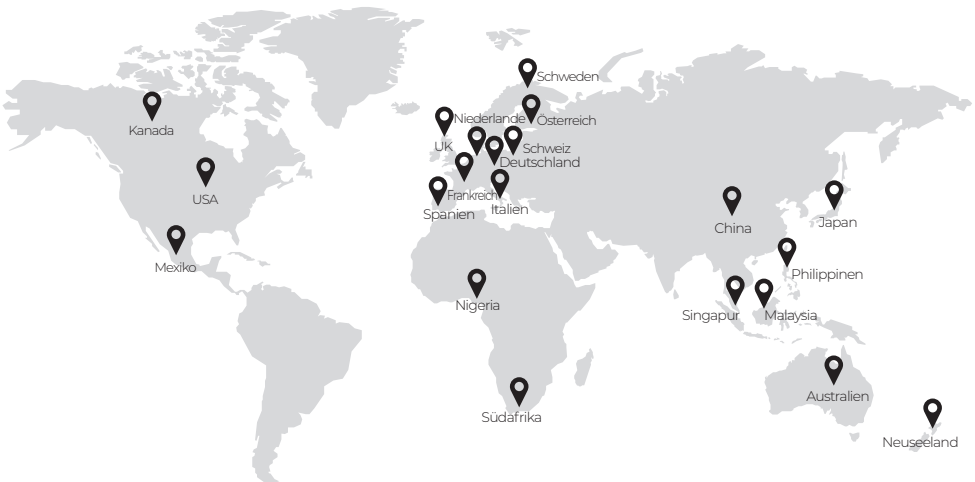 Schweden
Niederlande
Österreich
Kanada
UK
Schweiz
Deutschland
USA
Frankreich
Spanien
Italien
China
Japan
Mexiko
Philippinen
Nigeria
Singapur
Malaysia
Australien
Südafrika
Neuseeland